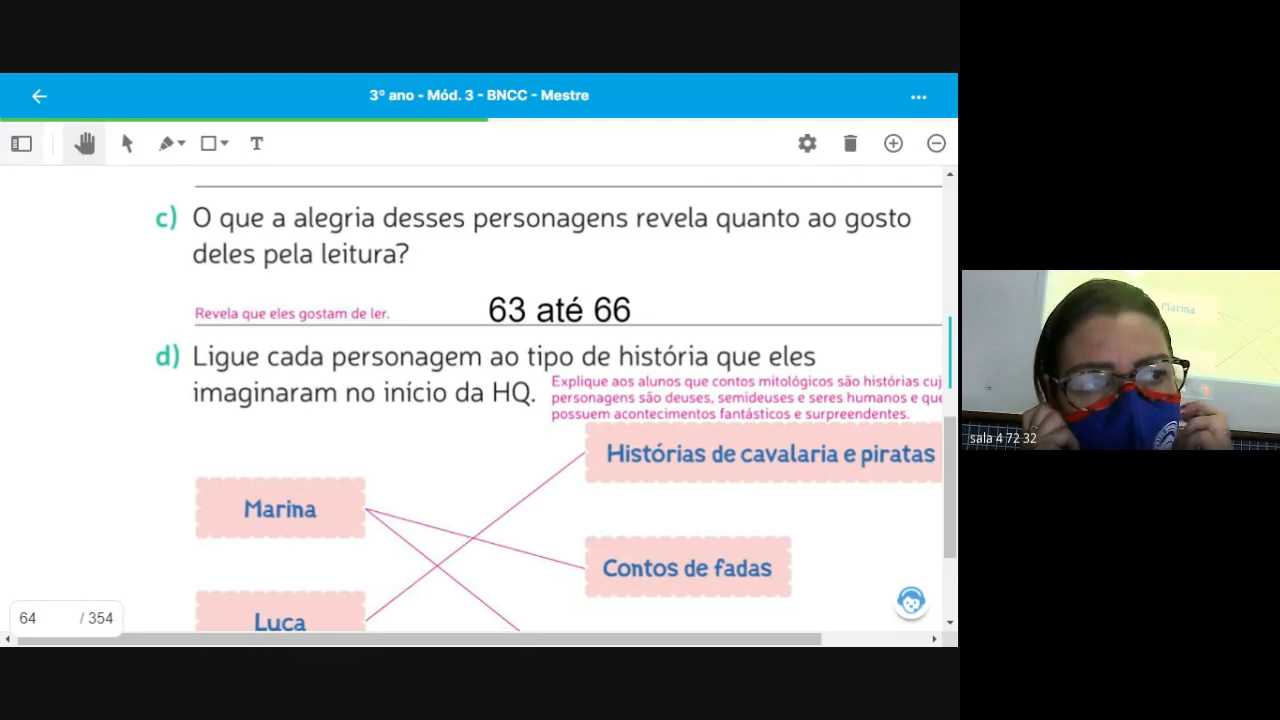 3º ano - Mód. 3 - BNCC - Mestre
T
c) O que a alegria desses personagens revela quanto ao gosto
deles pela leitura?
Revela que eles gostam de ler.
63 até 66
d) Ligue cada personagem ao tipo de história que eles
imaginaram no início da HQ.
Explique aos alunos que contos mitológicos são histórias cuj
personagens são deuses, semideuses e seres humanos e que
possuem acontecimentos fantásticos e surpreendentes.
Histórias de cavalaria e piratas
Marina
Contos de fadas
Luca
64 / 354
Marina
sala 4 72 32